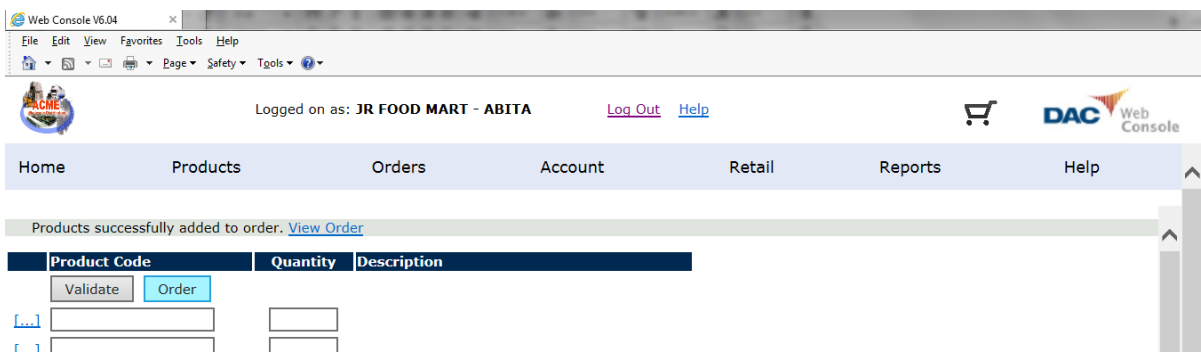 Web Console V6.04 ×
File Edit View Favorites Tools Help
Page Safety Tools
ACME
Logged on as: JR FOOD MART - ABITA Log Out Help
DAC Web Console
Home Products Orders Account Retail Reports Help
Products successfully added to order. View Order
Product Code Quantity Description
Validate Order
[...]
[...]